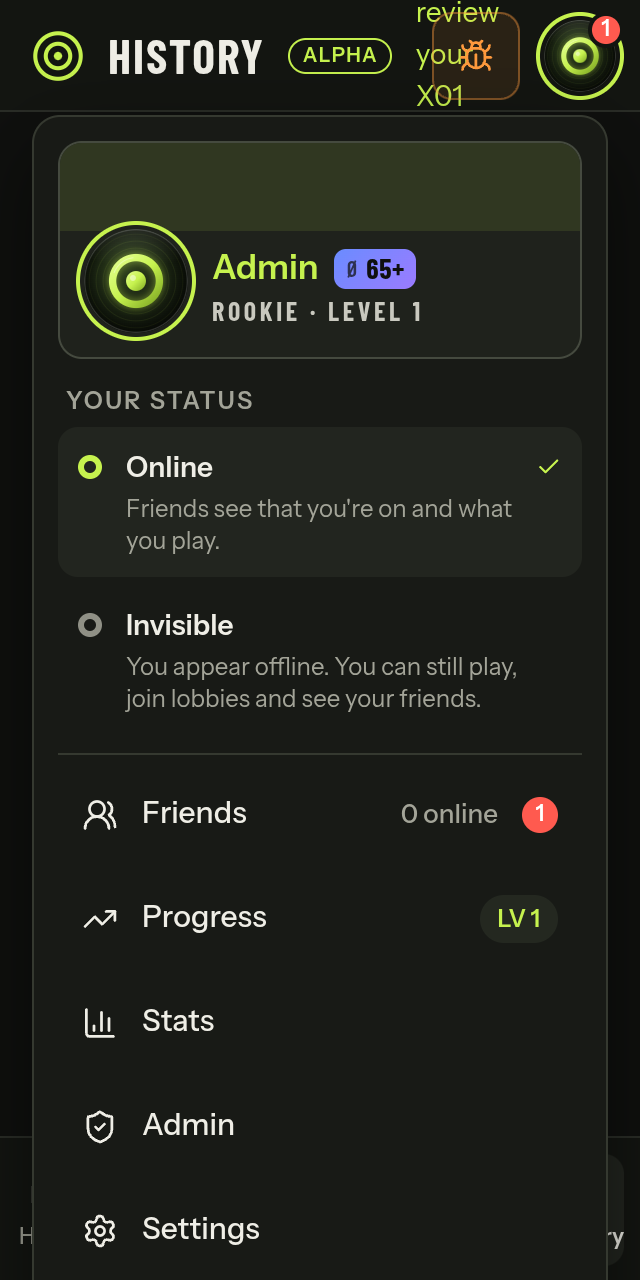 HISTORY
ALPHA
review
you
X01
1
Admin
Ø 65+
ROOKIE · LEVEL 1
YOUR STATUS
Online
Friends see that you're on and what
you play.
Invisible
You appear offline. You can still play,
join lobbies and see your friends.
Friends
0 online
1
Progress
LV 1
Stats
Admin
Settings